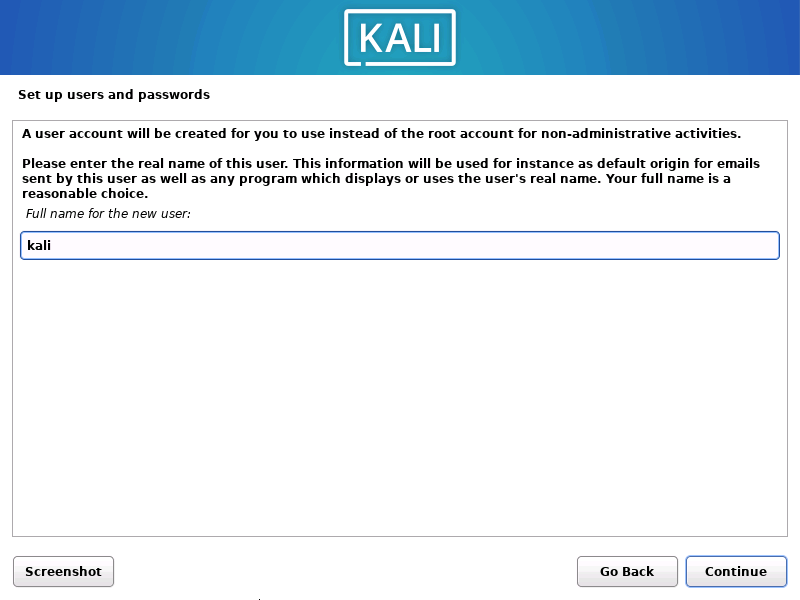 KALI
Set up users and passwords
A user account will be created for you to use instead of the root account for non-administrative activities.
Please enter the real name of this user. This information will be used for instance as default origin for emails
sent by this user as well as any program which displays or uses the user's real name. Your full name is a
reasonable choice.
Full name for the new user:
kali
Screenshot
Go Back
Continue